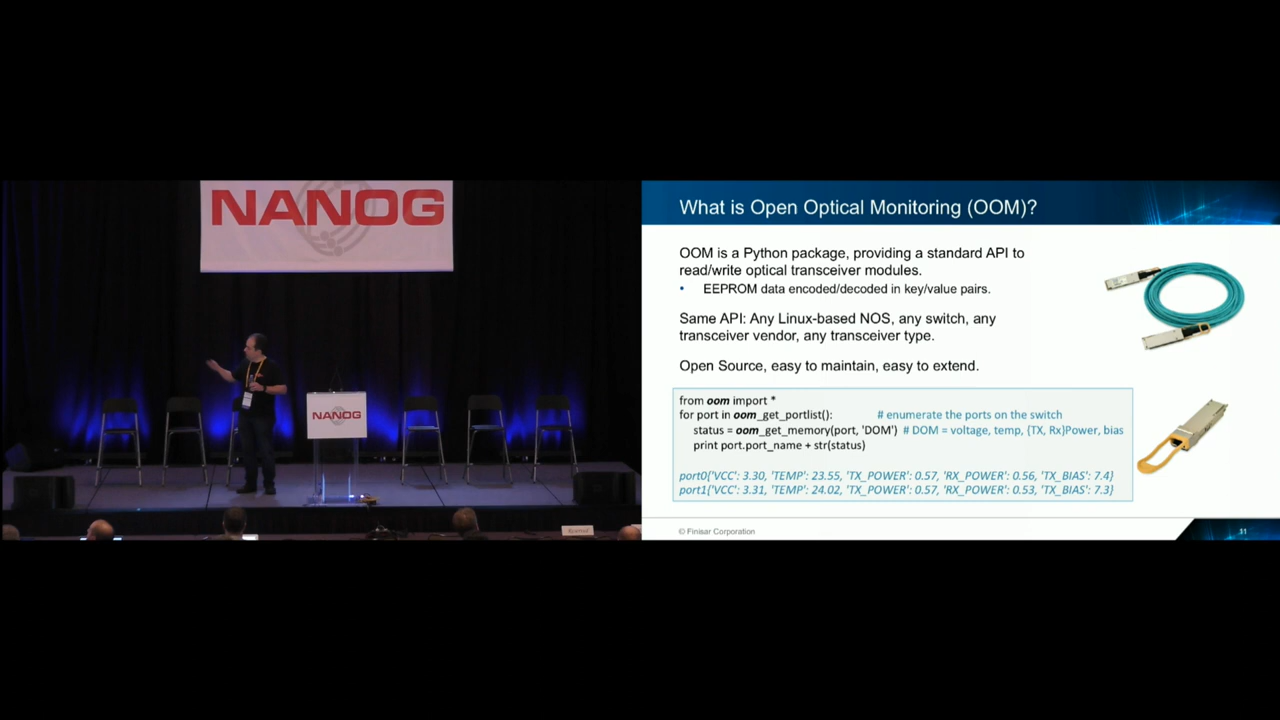 NANOG
NANOG
What is Open Optical Monitoring (OOM)?
OOM is a Python package, providing a standard API to
read/write optical transceiver modules.
• EEPROM data encoded/decoded in key/value pairs.
Same API: Any Linux-based NOS, any switch, any
transceiver vendor, any transceiver type.
Open Source, easy to maintain, easy to extend.
from oom import *
for port in oom_get_portlist(): # enumerate the ports on the switch
status = oom_get_memory(port, 'DOM') # DOM = voltage, temp, {TX, Rx}Power, bias
print port.port_name + str(status)
port0{'VCC': 3.30, 'TEMP': 23.55, 'TX_POWER': 0.57, 'RX_POWER': 0.56, 'TX_BIAS': 7.4}
port1{'VCC': 3.31, 'TEMP': 24.02, 'TX_POWER': 0.57, 'RX_POWER': 0.53, 'TX_BIAS': 7.3}
© Finisar Corporation
11